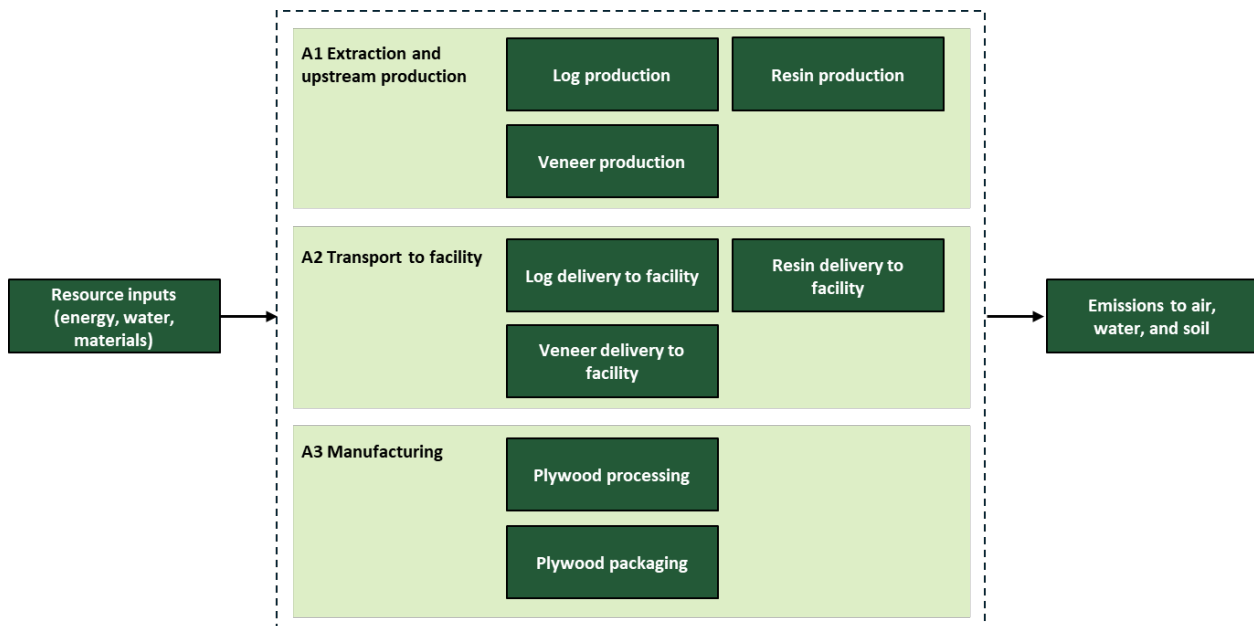 A1 Extraction and
upstream production
Log production
Resin production
Veneer production
A2 Transport to facility
Log delivery to facility
Resin delivery to
facility
Veneer delivery to
facility
Resource inputs
(energy, water,
materials)
Emissions to air,
water, and soil
A3 Manufacturing
Plywood processing
Plywood packaging